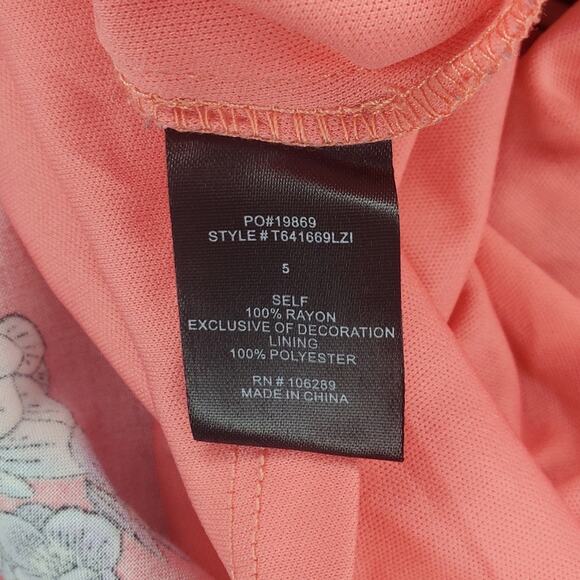 PO#19869
STYLE # T641669LZI
5
SELF
100% RAYON
EXCLUSIVE OF DECORATION
LINING
100% POLYESTER
RN # 106289
MADE IN CHINA